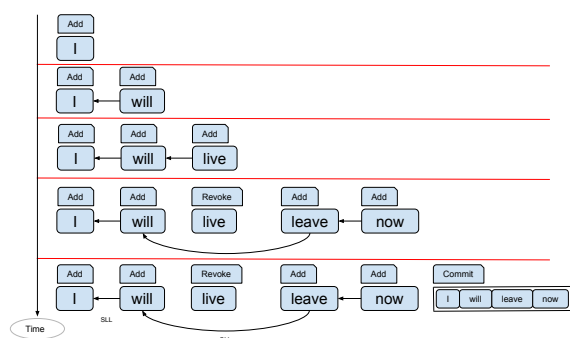 Add
I
Add Add
I will
Add Add Add
I will live
Add Add Revoke Add Add
I will live leave now
Add Add Revoke Add Add Commit
I will live leave now I will leave now
SLL
Time